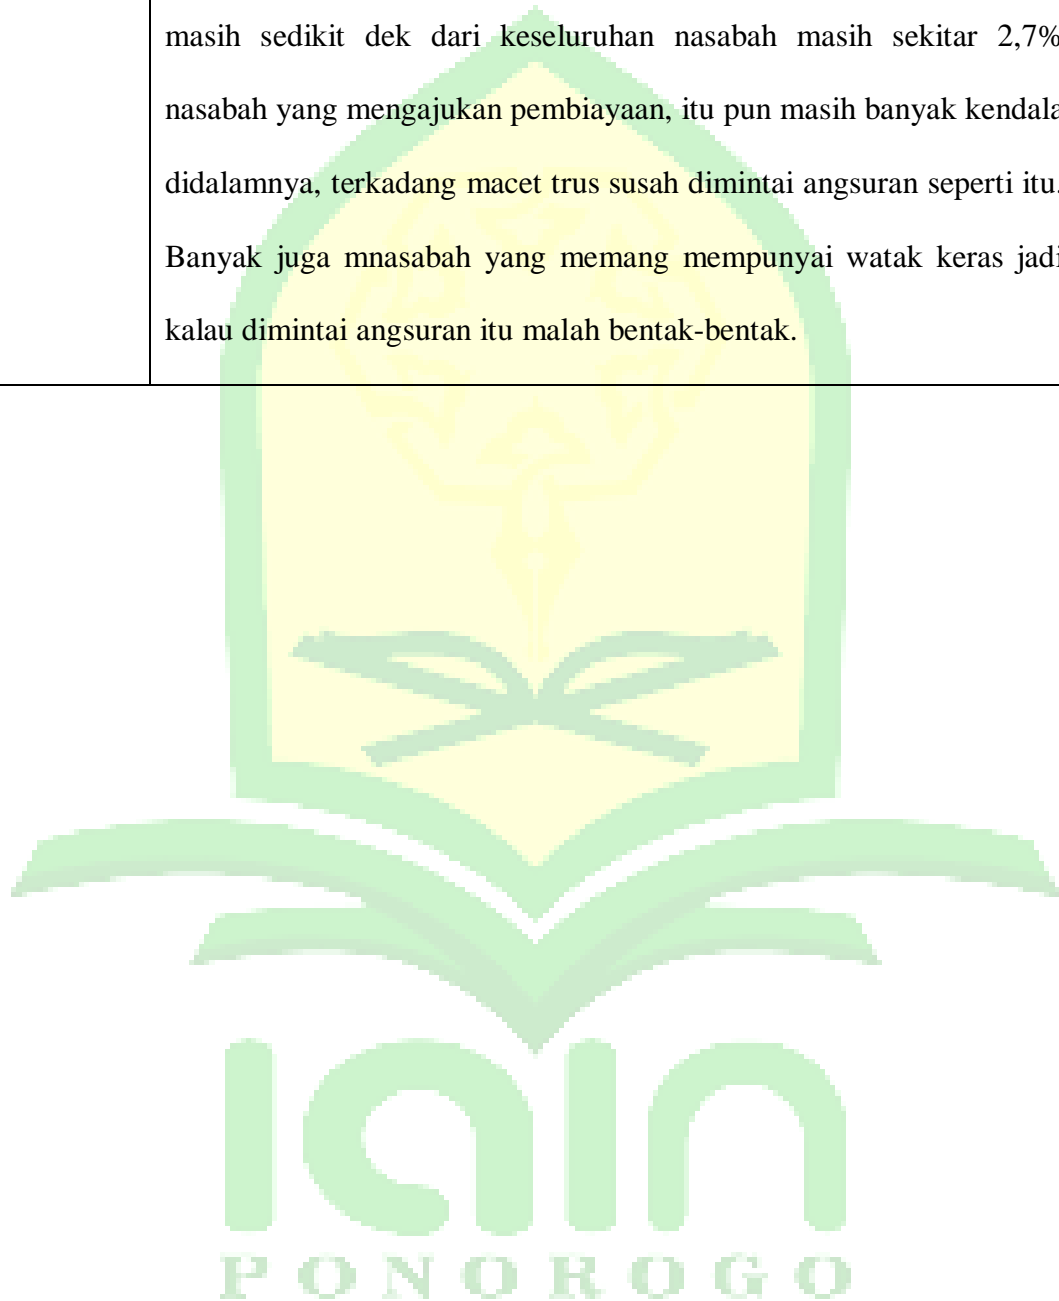 masih sedikit dek dari keseluruhan nasabah masih sekitar 2,7%
nasabah yang mengajukan pembiayaan, itu pun masih banyak kendala
didalamnya, terkadang macet trus susah dimintai angsuran seperti itu.
Banyak juga mnasabah yang memang mempunyai watak keras jadi
kalau dimintai angsuran itu malah bentak-bentak.
IAIN
PONOROGO